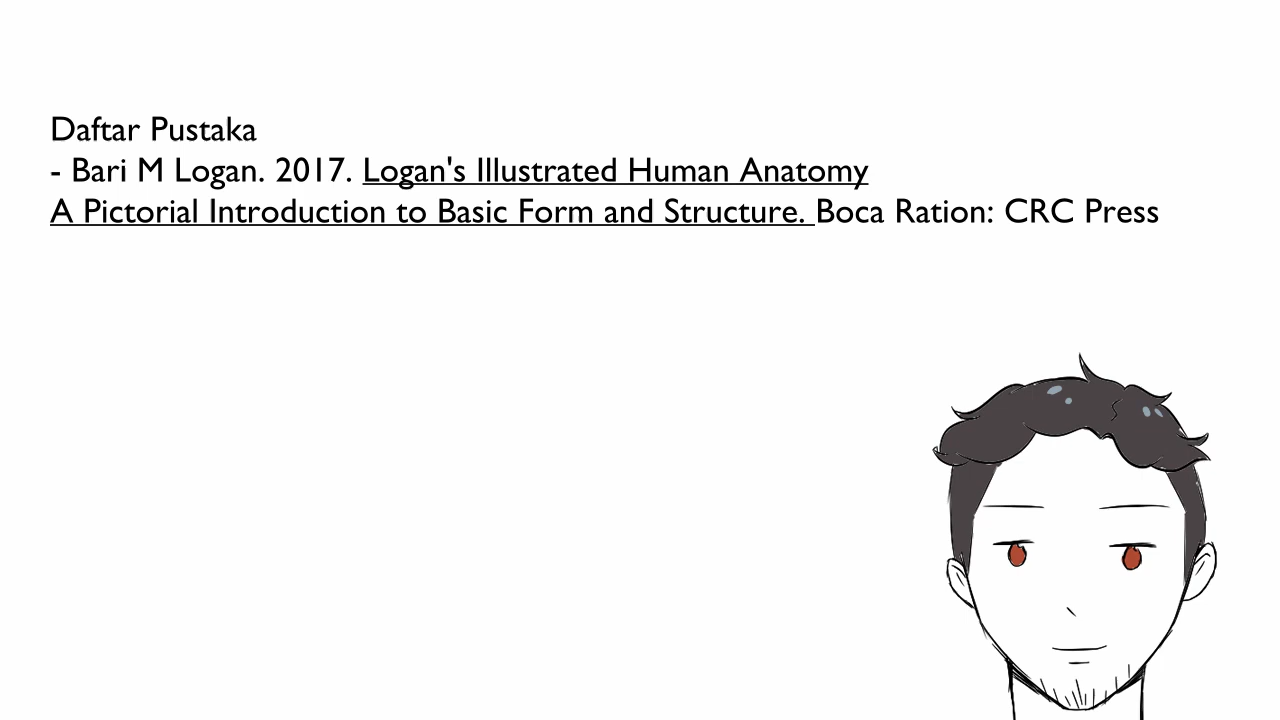 Daftar Pustaka
- Bari M Logan. 2017. Logan's Illustrated Human Anatomy
A Pictorial Introduction to Basic Form and Structure. Boca Ration: CRC Press